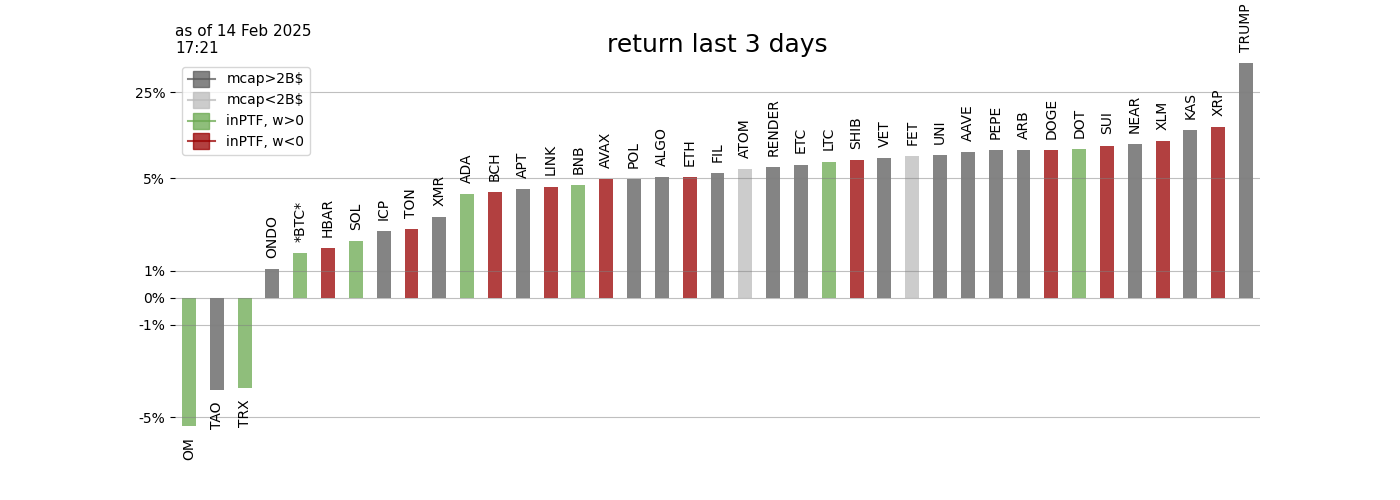 as of 14 Feb 2025
17:21
return last 3 days
mcap>2B$
mcap<2B$
inPTF, w>0
inPTF, w<0
25%
5%
1%
0%
-1%
-5%
OM
TAO
TRX
ONDO
*BTC*
HBAR
SOL
ICP
TON
XMR
ADA
BCH
APT
LINK
BNB
AVAX
POL
ALGO
ETH
FIL
ATOM
RENDER
ETC
LTC
SHIB
VET
FET
UNI
AAVE
PEPE
ARB
DOGE
DOT
SUI
NEAR
XLM
KAS
XRP
TRUMP